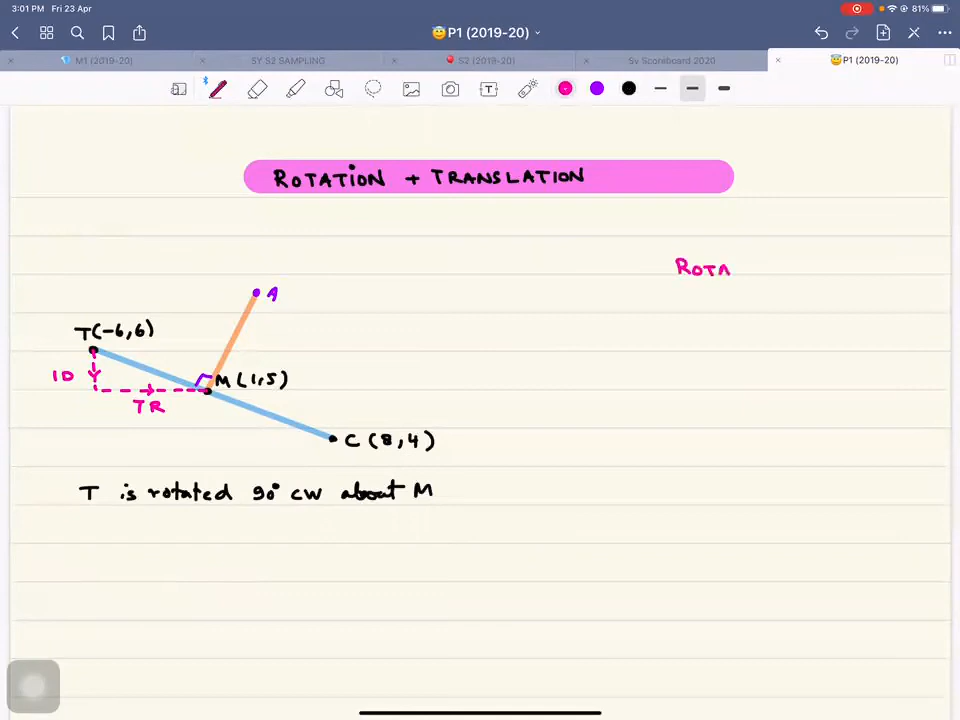 3:01 PM Fri 23 Apr
81%
P1 (2019-20)
M1 (2019-20)
SY S2 SAMPLING
S2 (2019-20)
Sv Scoreboard 2020
P1 (2019-20)
T
ROTATION + TRANSLATION
ROTA
A
T(-6,6)
1D
M (1,5)
TR
C (8,4)
T is rotated 90° cw about M